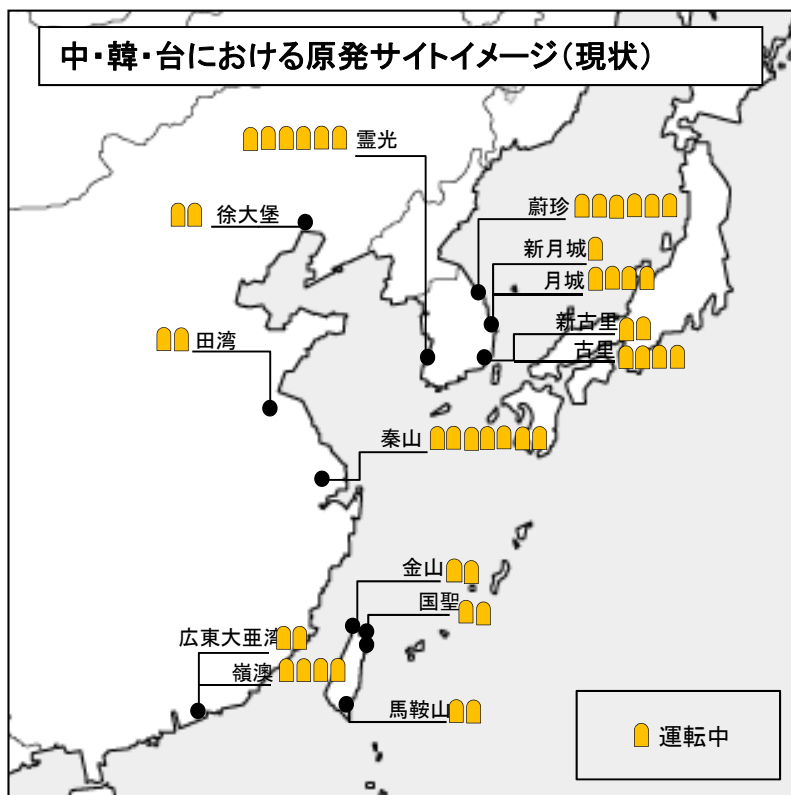 中・韓・台における原発サイトイメージ（現状）
霊光
徐大堡
蔚珍
新月城
月城
田湾
新古里
古里
秦山
金山
国聖
広東大亜湾
嶺澳
馬鞍山
運転中